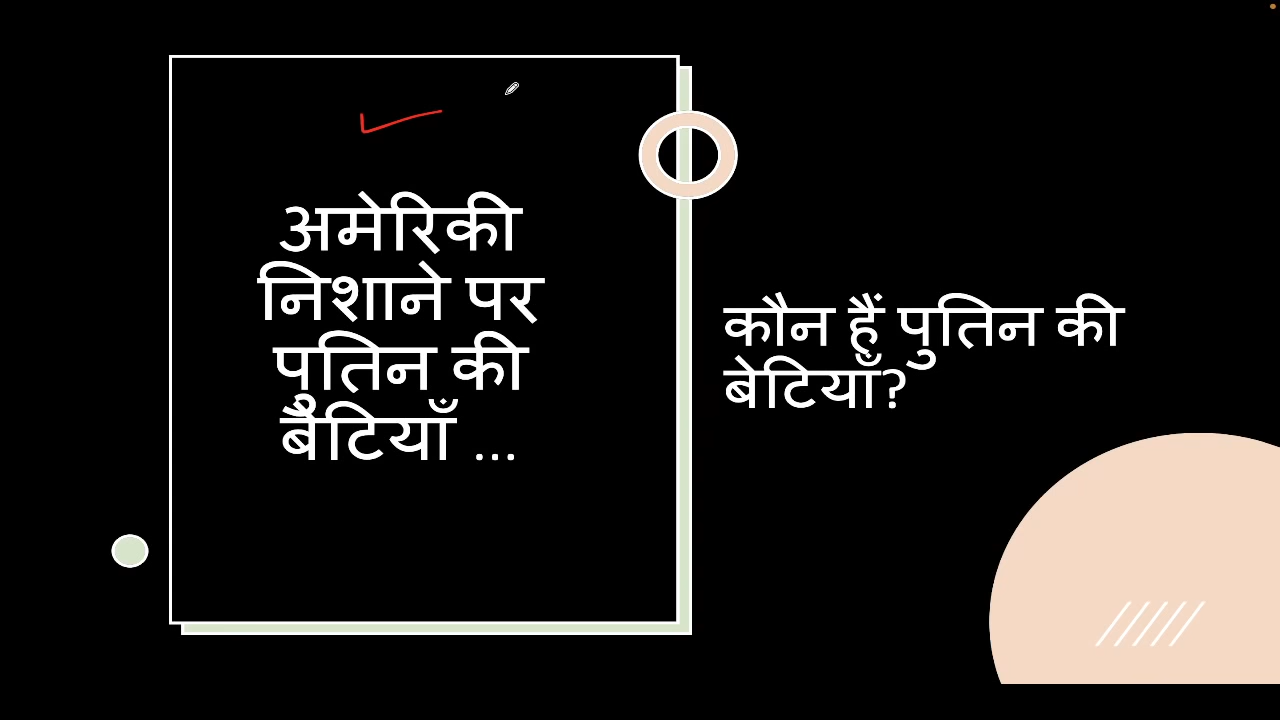 अमेरिकी
निशाने पर
पुतिन की
बेटियाँ ...
कौन हैं पुतिन की
बेटियाँ?